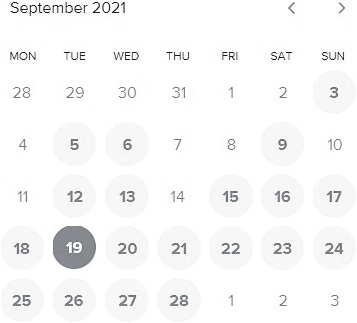 September 2021
MON TUE WED THU FRI SAT SUN
28 29 30 31 1 2 3
4 5 6 7 8 9 10
11 12 13 14 15 16 17
18 19 20 21 22 23 24
25 26 27 28 1 2 3